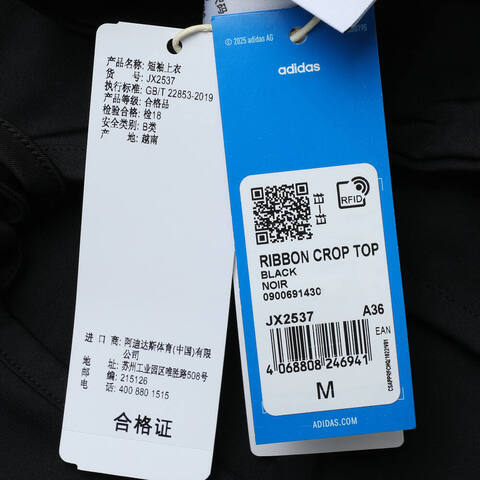 产品名称: 短袖上衣
货 号: JX2537
执行标准: GB/T 22853-2019
产品等级: 合格品
检验合格: 检18
安全类别: B类
产 地: 越南
进 口 商: 阿迪达斯体育(中国)有限公司
地 址: 苏州工业园区唯胜路508号
邮 编: 215126
电 话: 400 880 1515
合格证
© 2025 adidas AG
adidas
扫一扫
RFID
RIBBON CROP TOP
BLACK
NOIR
0900691430
JX2537 A36
EAN
4 068808 246941
M
ADIDAS.COM